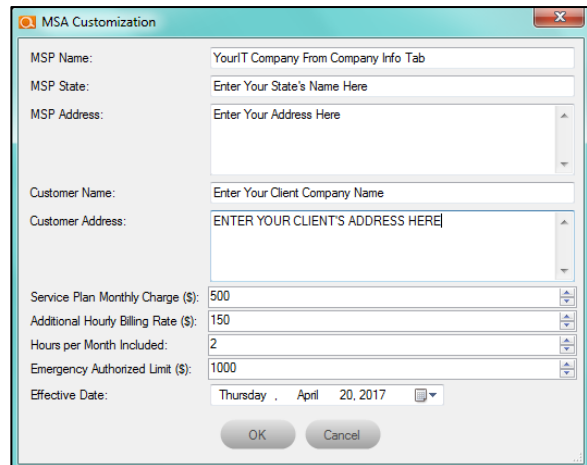 MSA Customization
MSP Name: YourIT Company From Company Info Tab
MSP State: Enter Your State's Name Here
MSP Address: Enter Your Address Here
Customer Name: Enter Your Client Company Name
Customer Address: ENTER YOUR CLIENT'S ADDRESS HERE
Service Plan Monthly Charge ($): 500
Additional Hourly Billing Rate ($): 150
Hours per Month Included: 2
Emergency Authorized Limit ($): 1000
Effective Date: Thursday , April 20, 2017
OK Cancel